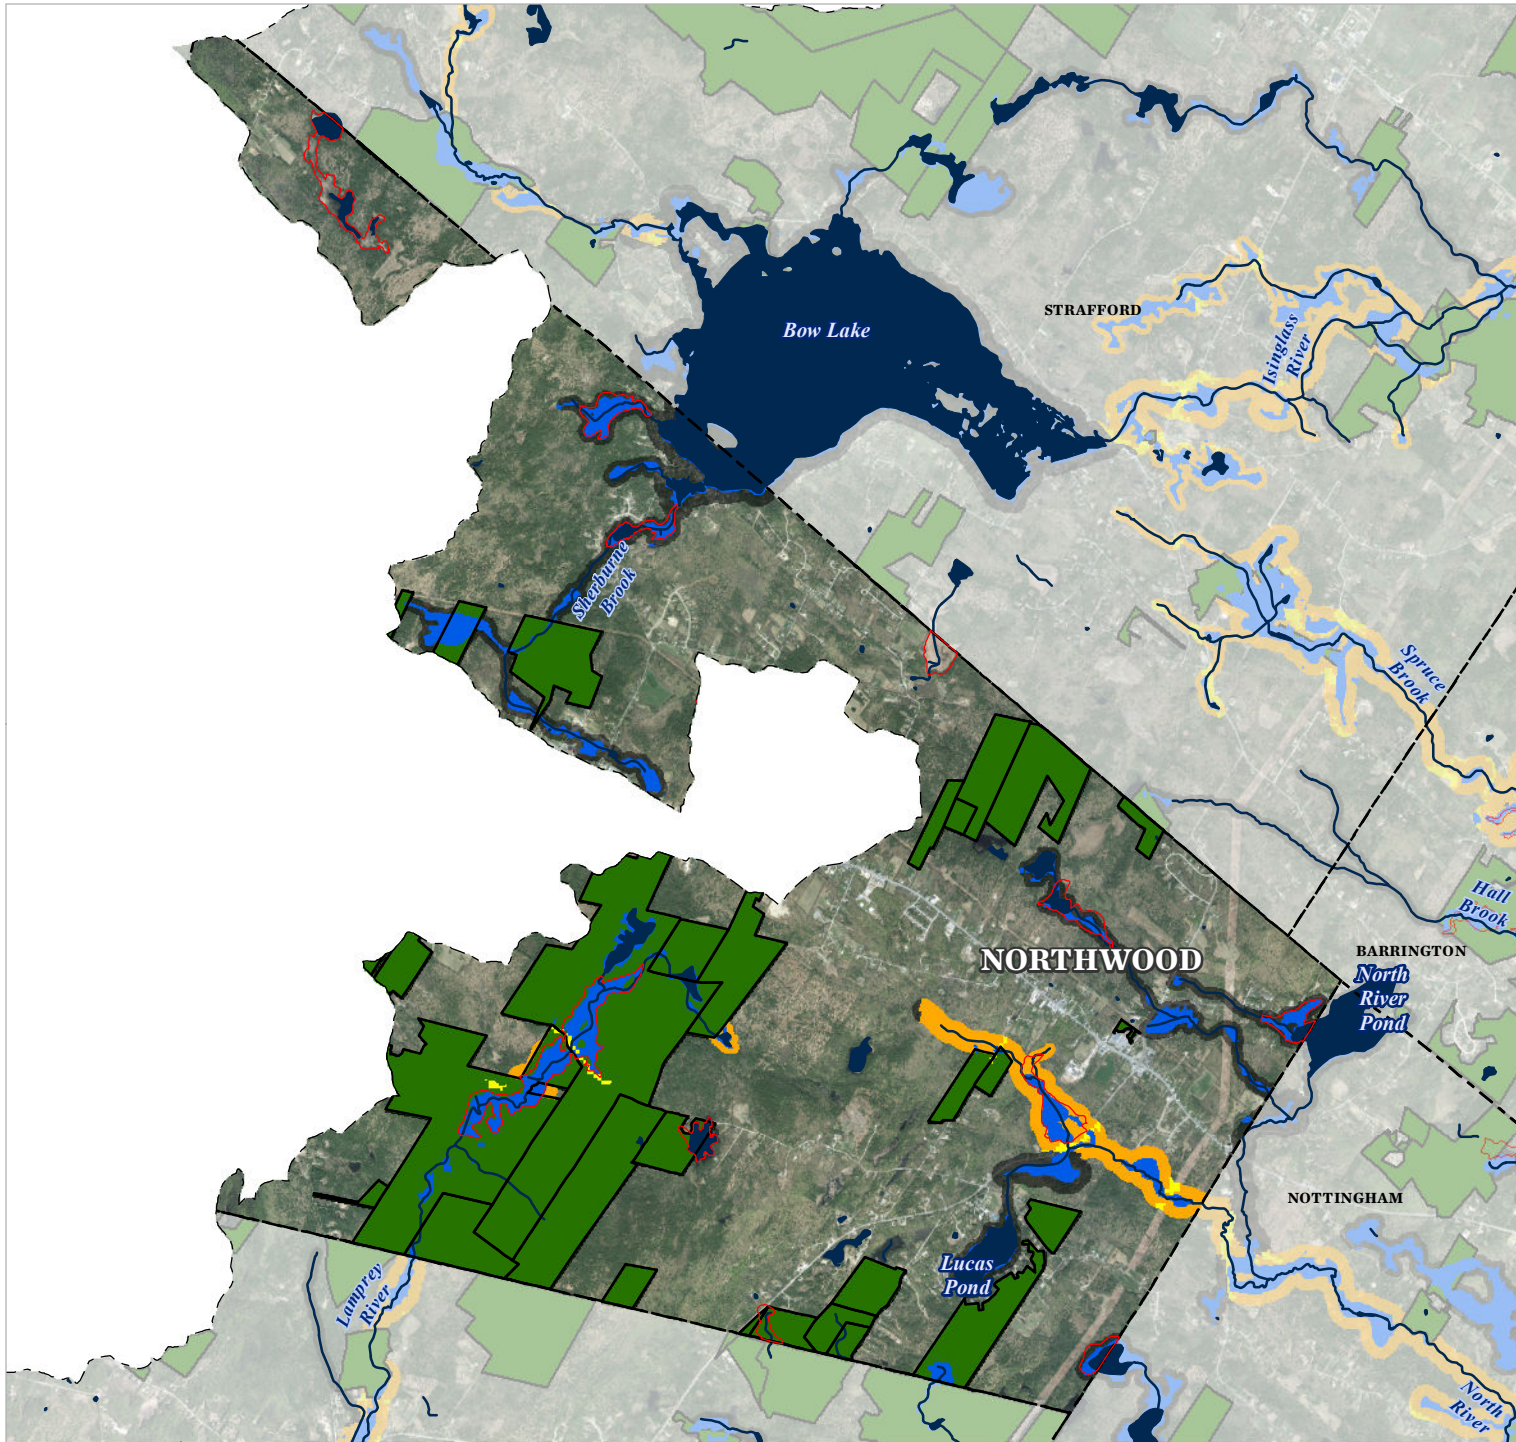 Bow Lake
STRAFFORD
Isinglass
River
Sherburne
Brook
Spruce
Brook
Hall
Brook
NORTHWOOD
BARRINGTON
North
River
Pond
NOTTINGHAM
Lucas
Pond
Lamprey
River
North
River